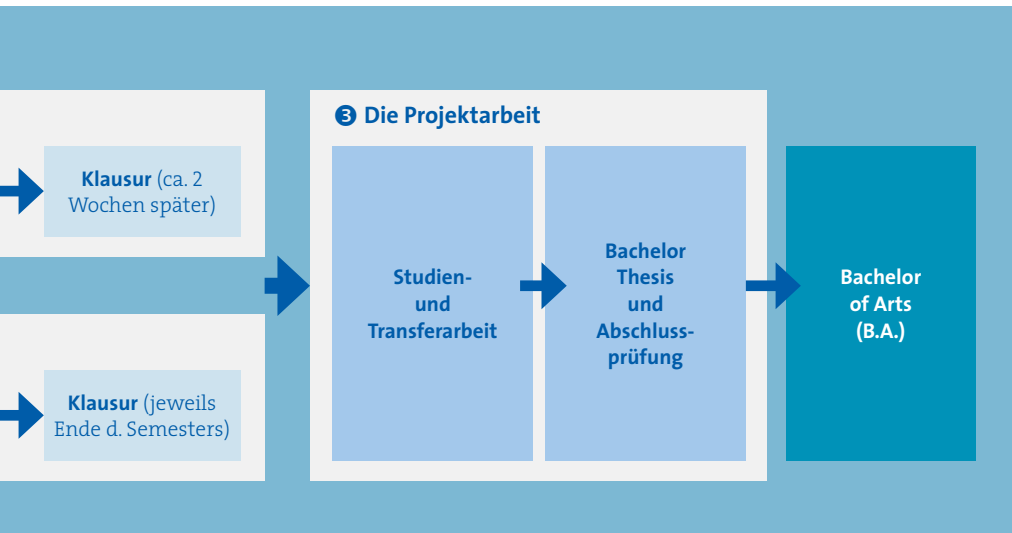 Klausur (ca. 2
Wochen später)
Klausur (jeweils
Ende d. Semesters)
❸ Die Projektarbeit
Studien-
und
Transferarbeit
Bachelor
Thesis
und
Abschluss-
prüfung
Bachelor
of Arts
(B.A.)